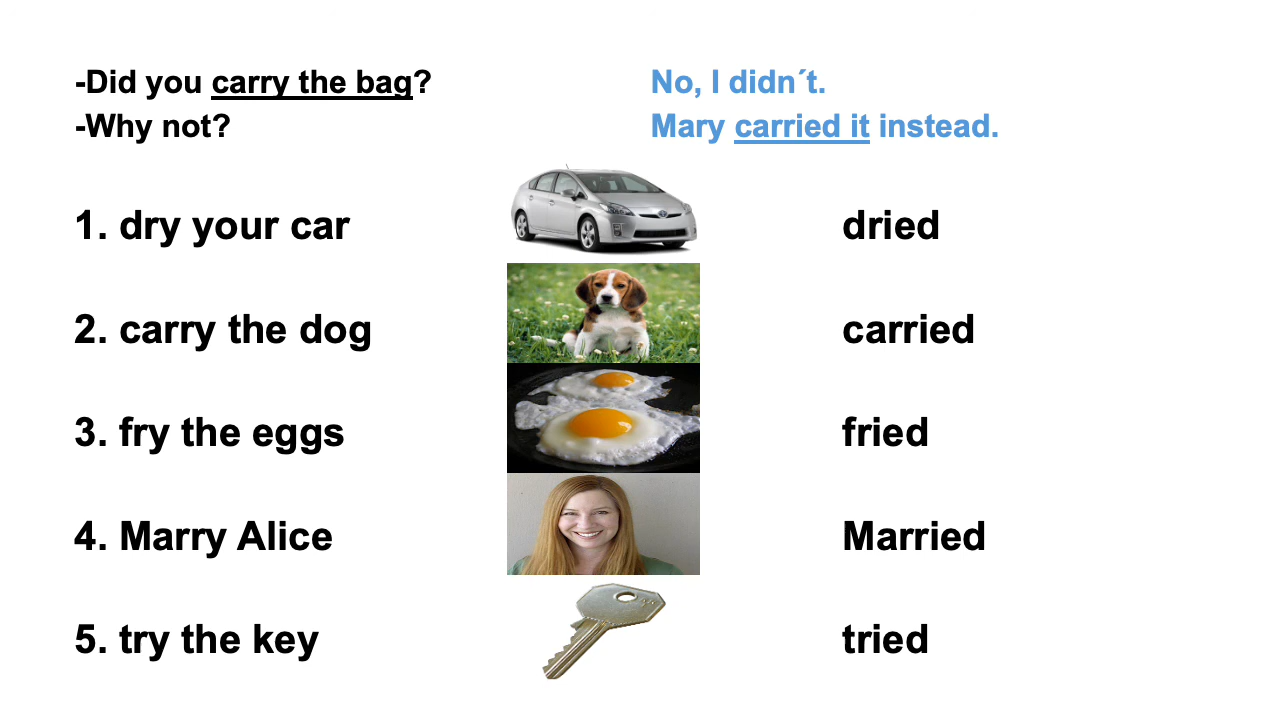 -Did you carry the bag? No, I didn´t.
-Why not? Mary carried it instead.
1. dry your car dried
2. carry the dog carried
3. fry the eggs fried
4. Marry Alice Married
5. try the key tried